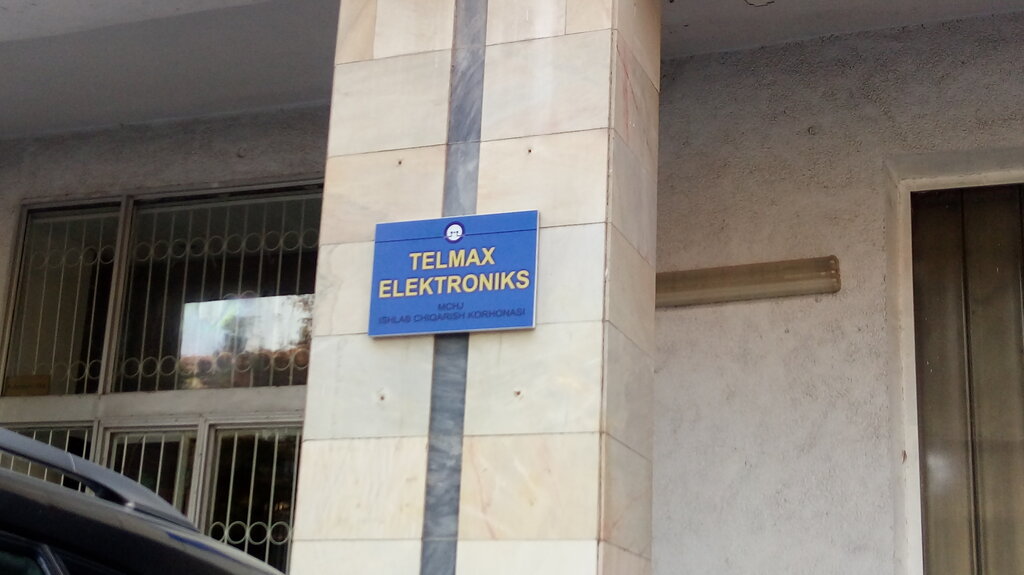 TELMAX
ELEKTRONIKS
MCHJ
ISHLAB CHIQARISH KORHONASI